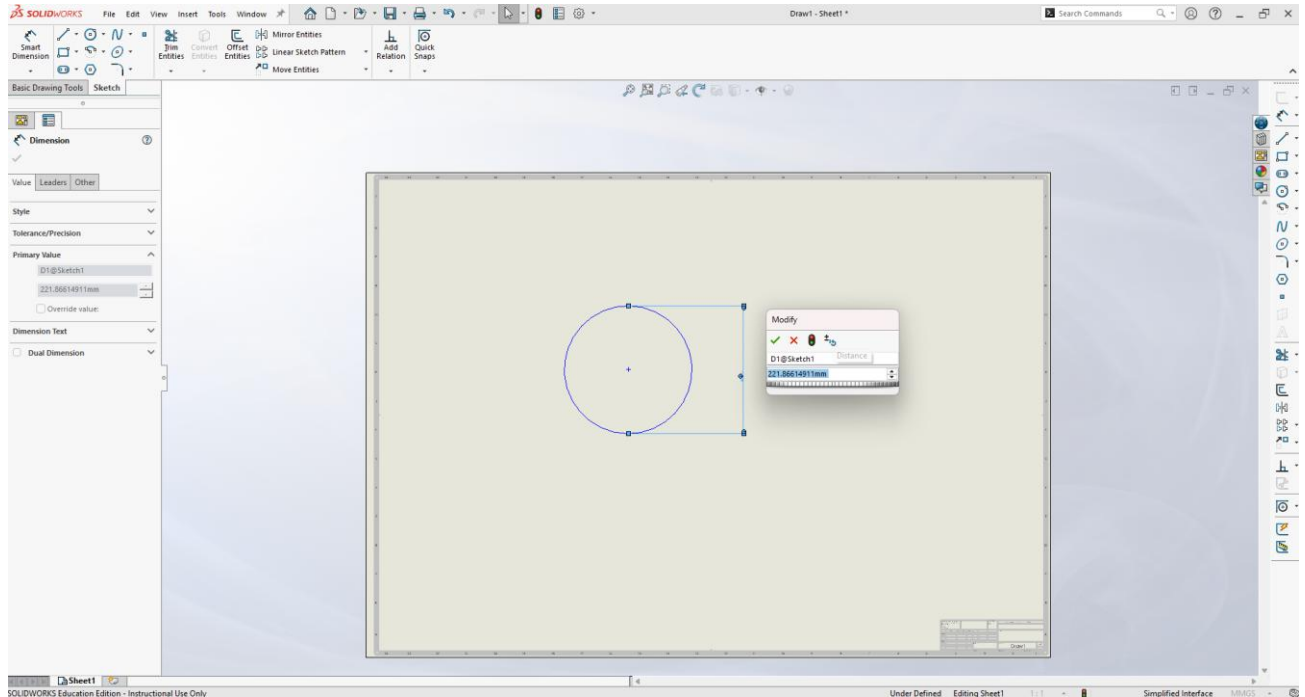 SOLIDWORKS File Edit View Insert Tools Window Draw1 - Sheet1 * Search Commands
Smart Dimension
Trim Entities
Convert Entities
Offset Entities
Mirror Entities
Linear Sketch Pattern
Move Entities
Add Relation
Quick Snaps
Basic Drawing Tools Sketch
Dimension
Value Leaders Other
Style
Tolerance/Precision
Primary Value
D1@Sketch1
221.86614911mm
Override value:
Dimension Text
Dual Dimension
Modify
D1@Sketch1 Distance
221.86614911mm
Draw1
Sheet1
SOLIDWORKS Education Edition - Instructional Use Only Under Defined Editing Sheet1 1:1 Simplified Interface MMGS